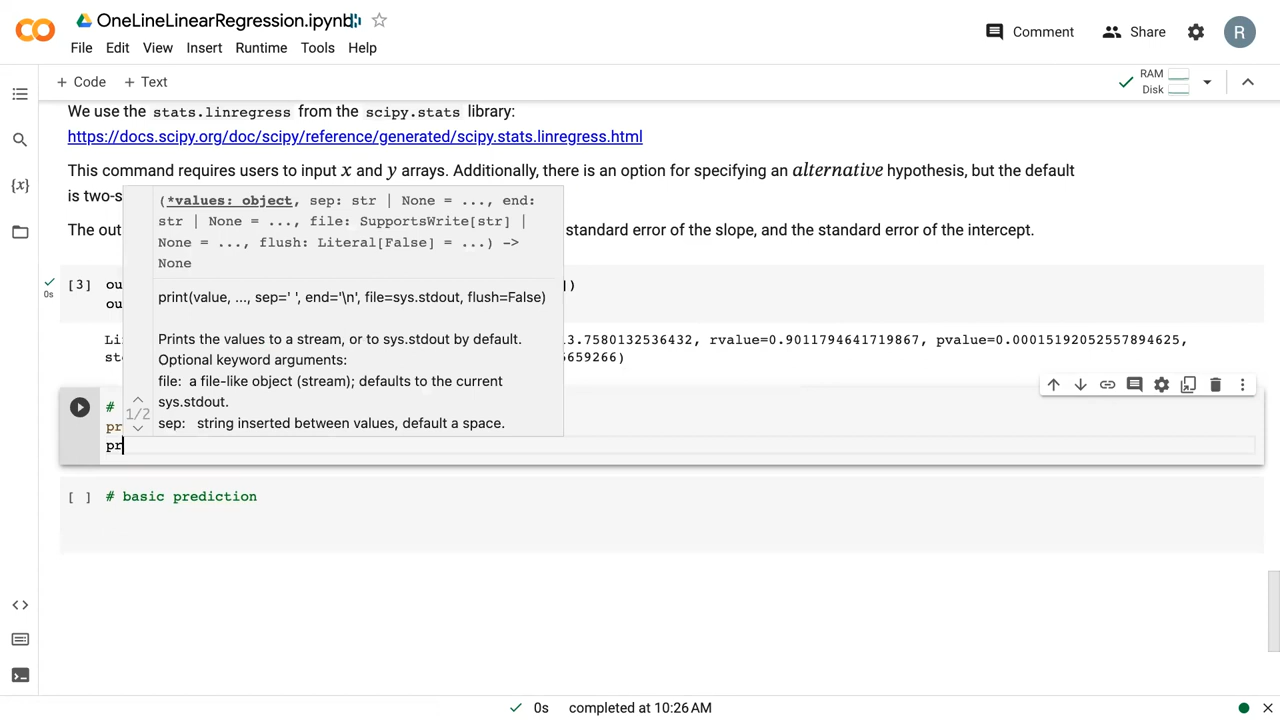 OneLineLinearRegression.ipynb
File Edit View Insert Runtime Tools Help
Comment Share R
+ Code + Text
RAM
Disk
We use the stats.linregress from the scipy.stats library:
https://docs.scipy.org/doc/scipy/reference/generated/scipy.stats.linregress.html
This command requires users to input x and y arrays. Additionally, there is an option for specifying an alternative hypothesis, but the default
is two-s
(*values: object, sep: str | None = ..., end:
str | None = ..., file: SupportsWrite[str] |
None = ..., flush: Literal[False] = ...) ->
None
print(value, ..., sep=' ', end='\n', file=sys.stdout, flush=False)
Prints the values to a stream, or to sys.stdout by default.
Optional keyword arguments:
file: a file-like object (stream); defaults to the current
sys.stdout.
sep: string inserted between values, default a space.
1/2
The out standard error of the slope, and the standard error of the intercept.
[3] ou ])
0s ou
Li 3.7580132536432, rvalue=0.9011794641719867, pvalue=0.00015192052557894625,
ste 6659266)
#
pr
pr
[ ] # basic prediction
0s completed at 10:26 AM